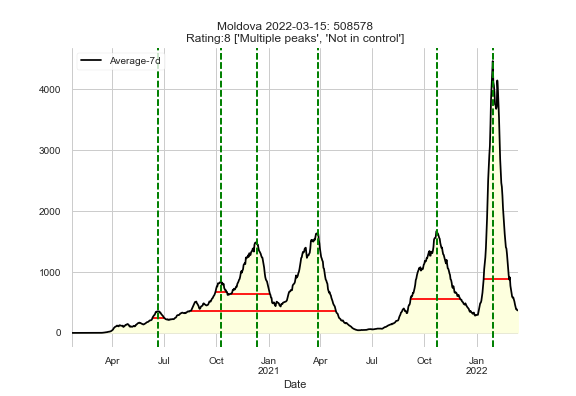 Moldova 2022-03-15: 508578
Rating:8 ['Multiple peaks', 'Not in control']
Average-7d
4000
3000
2000
1000
0
Apr Jul Oct Jan Apr Jul Oct Jan
2021 2022
Date